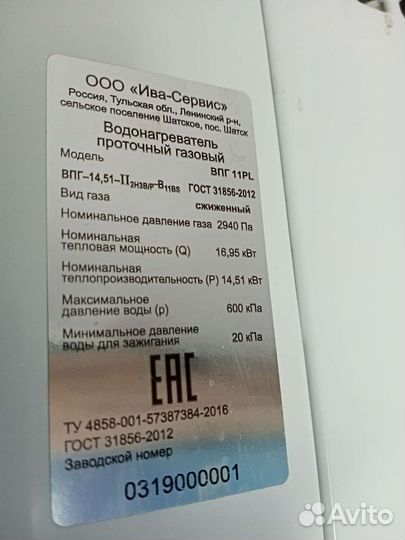 ООО «Ива-Сервис»
Россия, Тульская обл., Ленинский р-н,
сельское поселение Шатское, пос. Шатск
Водонагреватель
проточный газовый
Модель ВПГ 11PL
ВПГ–14,51–II2Н3В/Р-В11BS ГОСТ 31856-2012
Вид газа сжиженный
Номинальное давление газа 2940 Па
Номинальная
тепловая мощность (Q) 16,95 кВт
Номинальная
теплопроизводительность (Р) 14,51 кВт
Максимальное
давление воды (р) 600 кПа
Минимальное давление
воды для зажигания 20 кПа
ЕАС
ТУ 4858-001-57387384-2016
ГОСТ 31856-2012
Заводской номер
0319000001
Avito